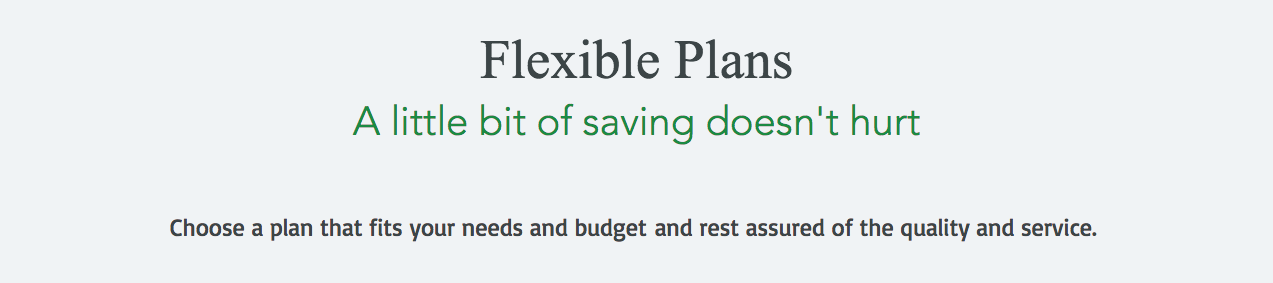 Flexible Plans
A little bit of saving doesn't hurt
Choose a plan that fits your needs and budget and rest assured of the quality and service.